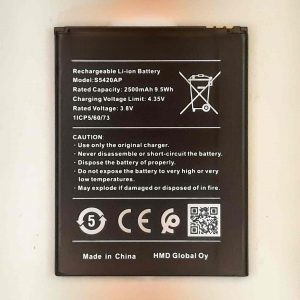 Rechargeable Li-ion Battery
Model: S5420AP
Rated Capacity: 2500mAh 9.5Wh
Charging Voltage Limit: 4.35V
Rated Voltage: 3.8V
1ICP5/60/73
CAUTION:
• Use only the original charger.
• Never disassemble or short-circuit the battery.
• Dispose the battery of properly.
• Do not expose the battery to very high or very
low temperatures.
• May explode if damaged or disposed of in fire.
5
Made in China HMD Global Oy